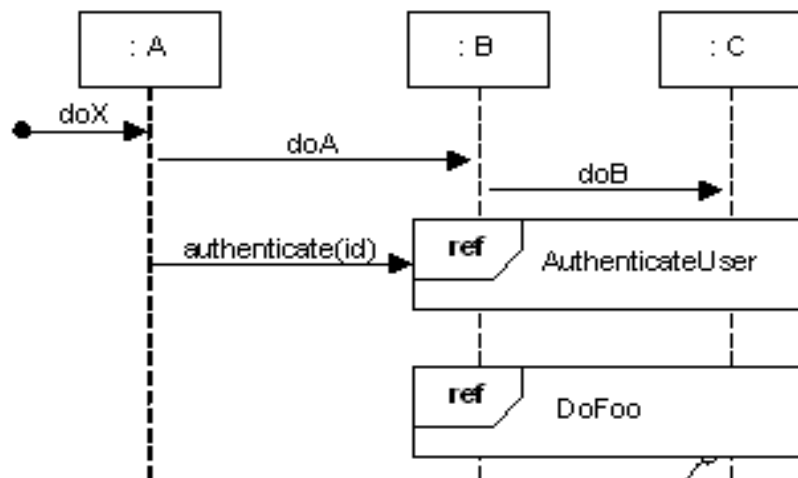 : A
: B
: C
doX
doA
doB
authenticate(id)
ref
AuthenticateUser
ref
DoFoo